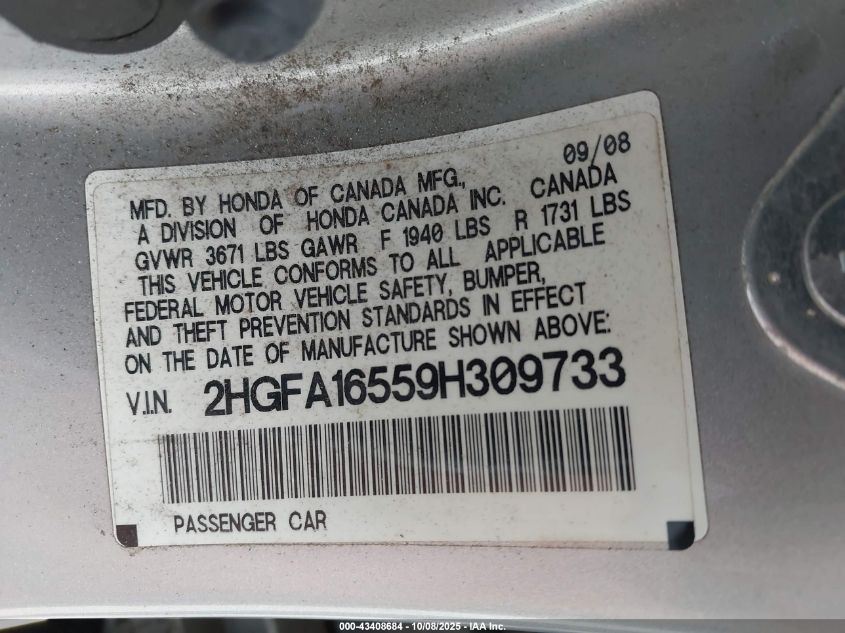 09/08
MFD. BY HONDA OF CANADA MFG.,
A DIVISION OF HONDA CANADA INC. CANADA
GVWR 3671 LBS GAWR F 1940 LBS R 1731 LBS
THIS VEHICLE CONFORMS TO ALL APPLICABLE
FEDERAL MOTOR VEHICLE SAFETY, BUMPER,
AND THEFT PREVENTION STANDARDS IN EFFECT
ON THE DATE OF MANUFACTURE SHOWN ABOVE:
V.I.N. 2HGFA16559H309733
PASSENGER CAR
000-43408684 | 10/08/2025 - IAA Inc.